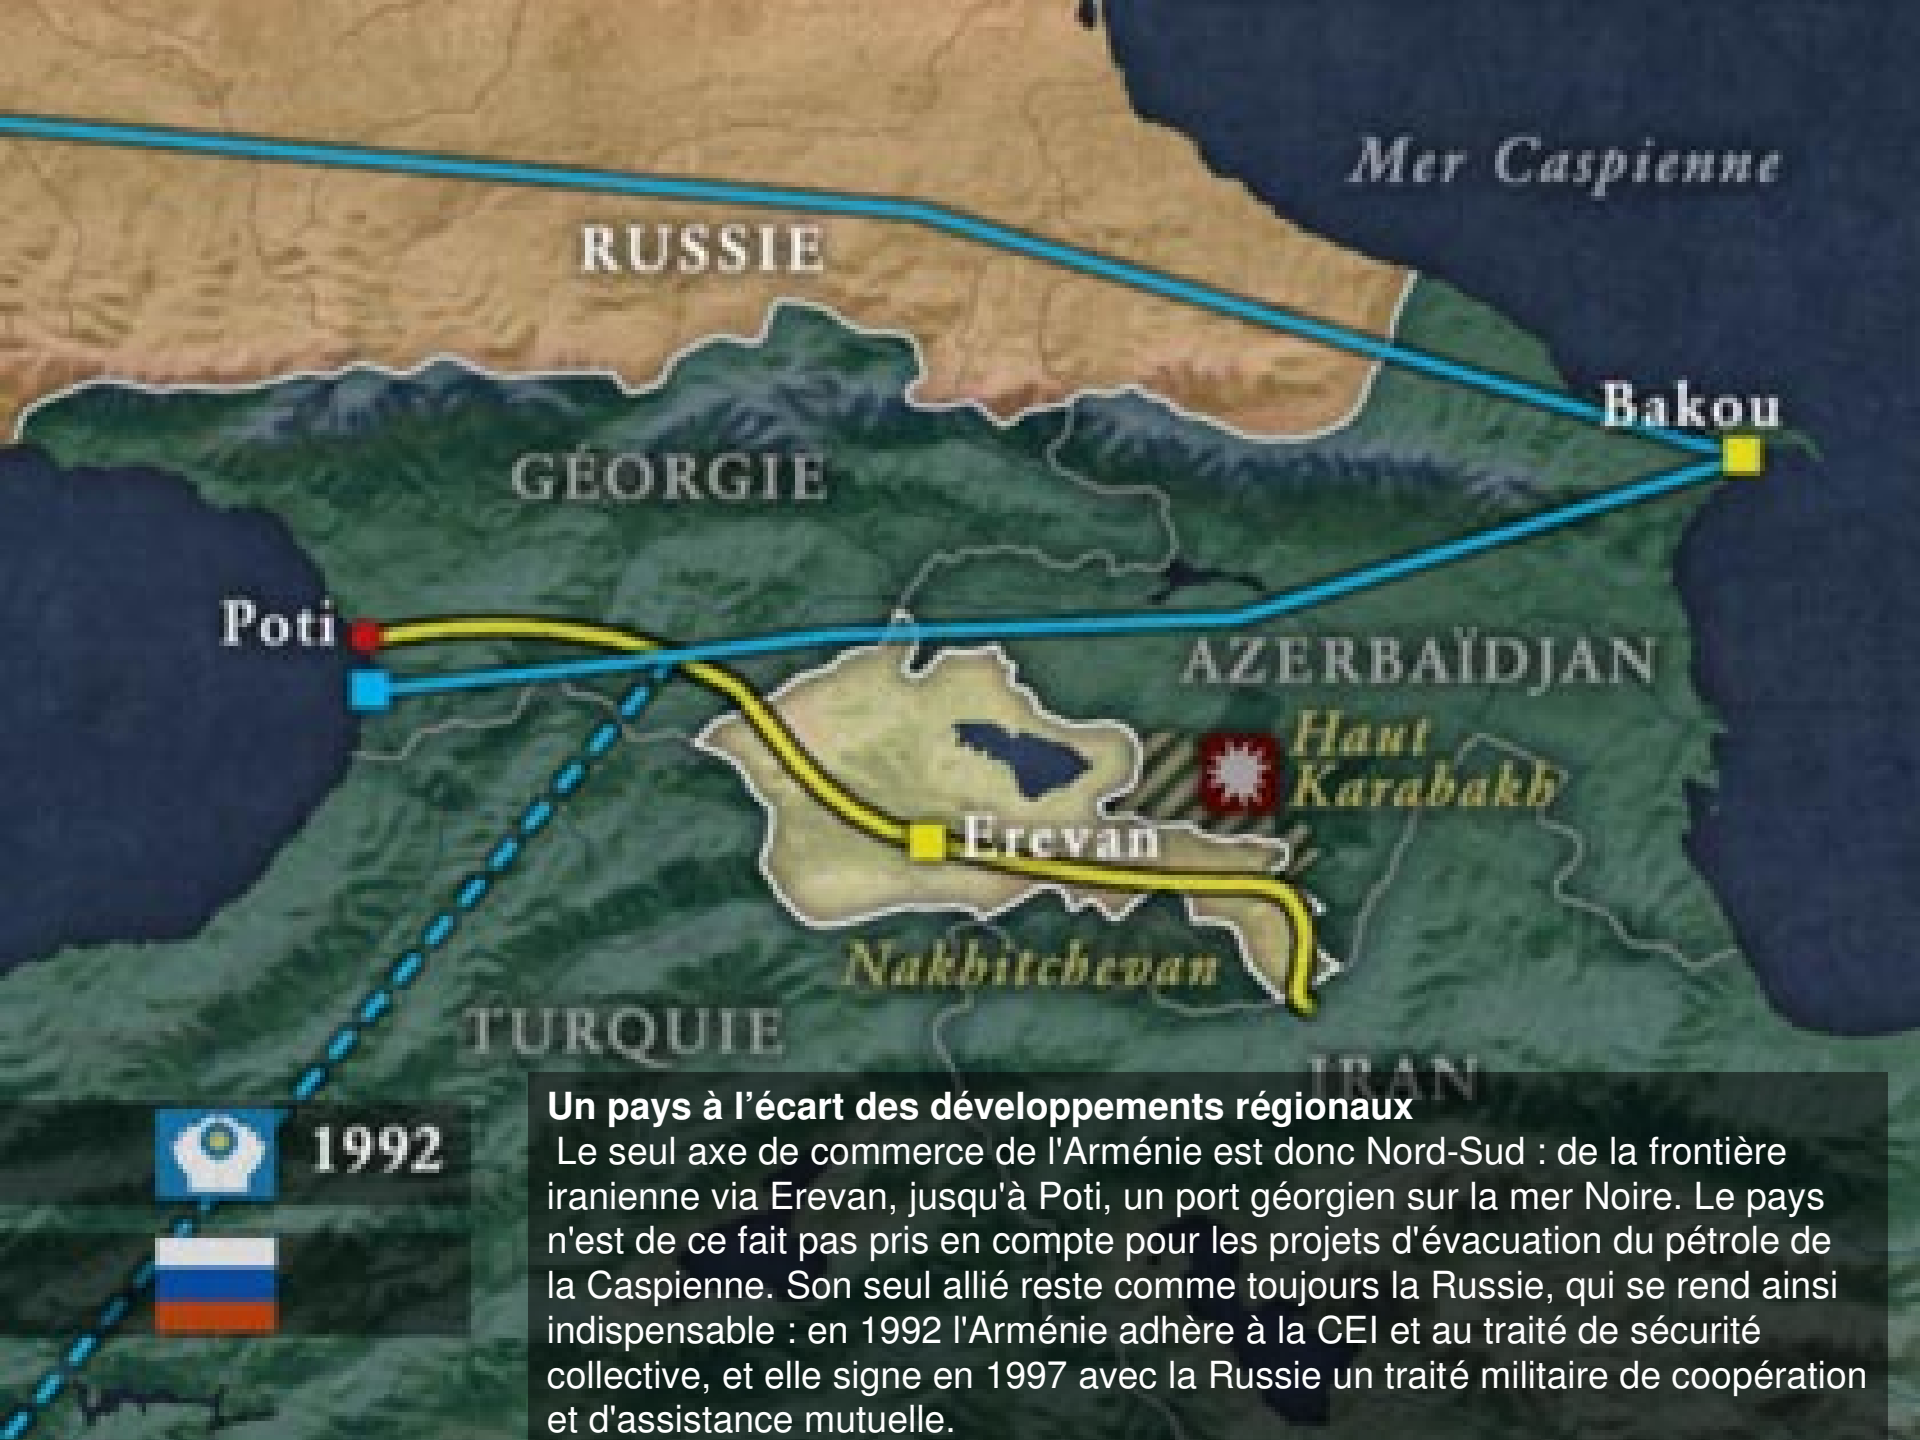 Mer Caspienne
RUSSIE
Bakou
GÉORGIE
Poti
AZERBAÏDJAN
Haut
Karabakh
Erevan
Nakhitchevan
TURQUIE
IRAN
1992
Un pays à l’écart des développements régionaux
Le seul axe de commerce de l'Arménie est donc Nord-Sud : de la frontière
iranienne via Erevan, jusqu'à Poti, un port géorgien sur la mer Noire. Le pays
n'est de ce fait pas pris en compte pour les projets d'évacuation du pétrole de
la Caspienne. Son seul allié reste comme toujours la Russie, qui se rend ainsi
indispensable : en 1992 l'Arménie adhère à la CEI et au traité de sécurité
collective, et elle signe en 1997 avec la Russie un traité militaire de coopération
et d'assistance mutuelle.